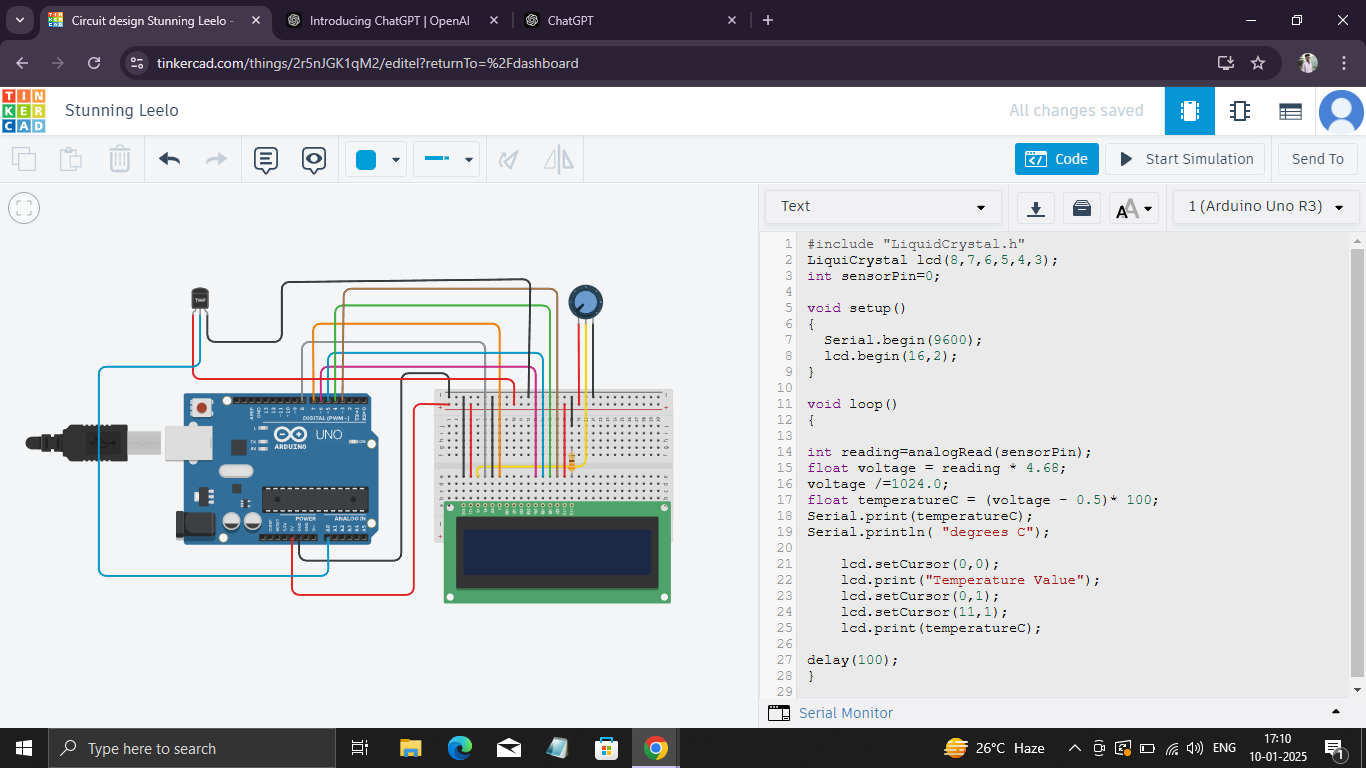 Circuit design Stunning Leelo -
Introducing ChatGPT | OpenAI
ChatGPT
tinkercad.com/things/2r5nJGK1qM2/editel?returnTo=%2Fdashboard
TIN
KER
CAD
Stunning Leelo
All changes saved
Code
Start Simulation
Send To
Text
1 (Arduino Uno R3)
1 #include "LiquidCrystal.h"
2 LiquiCrystal lcd(8,7,6,5,4,3);
3 int sensorPin=0;
4
5 void setup()
6 {
7 Serial.begin(9600);
8 lcd.begin(16,2);
9 }
10
11 void loop()
12 {
13
14 int reading=analogRead(sensorPin);
15 float voltage = reading * 4.68;
16 voltage /=1024.0;
17 float temperatureC = (voltage - 0.5)* 100;
18 Serial.print(temperatureC);
19 Serial.println( "degrees C");
20
21 lcd.setCursor(0,0);
22 lcd.print("Temperature Value");
23 lcd.setCursor(0,1);
24 lcd.setCursor(11,1);
25 lcd.print(temperatureC);
26
27 delay(100);
28 }
29
Serial Monitor
TMP
DIGITAL (PWM~)
UNO
ARDUINO
POWER
ANALOG IN
Type here to search
26°C Haze
ENG
17:10
10-01-2025
1